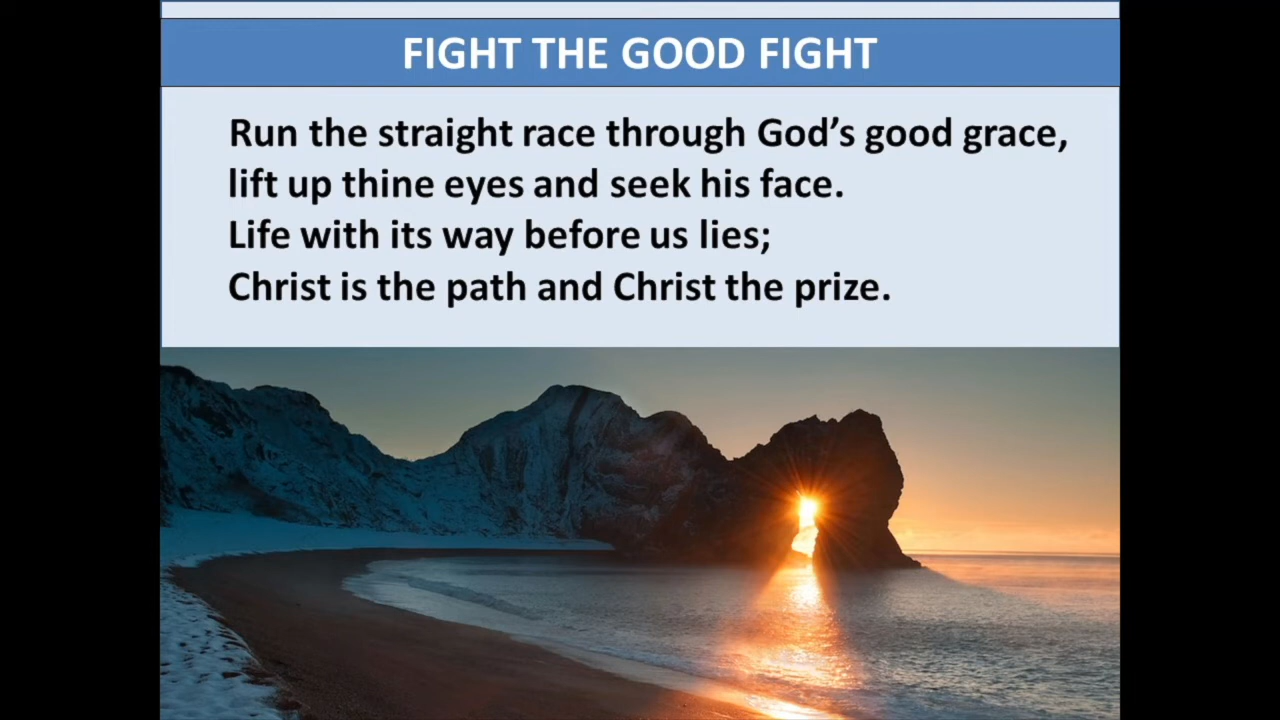 FIGHT THE GOOD FIGHT
Run the straight race through God’s good grace,
lift up thine eyes and seek his face.
Life with its way before us lies;
Christ is the path and Christ the prize.